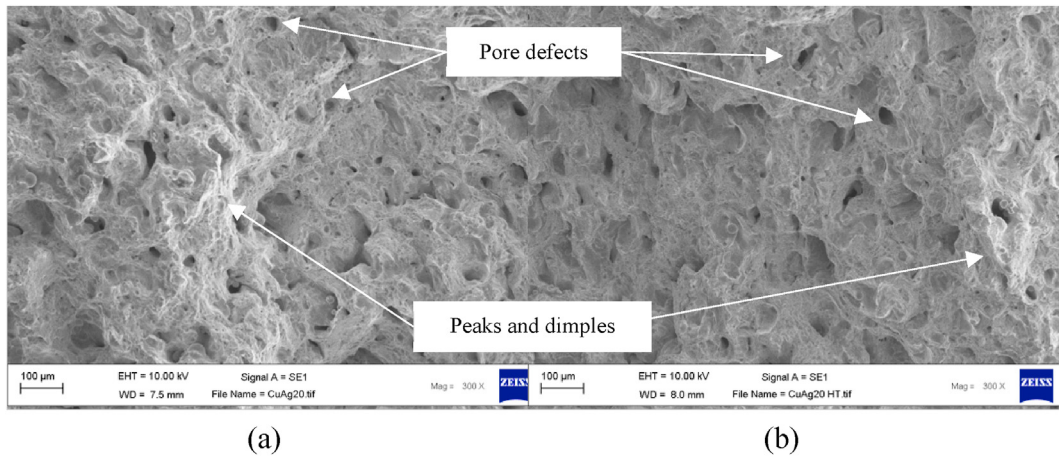 Pore defects
Peaks and dimples
100 µm
EHT = 10.00 kV
Signal A = SE1
Mag = 300 X
ZEISS
WD = 7.5 mm
File Name = CuAg20.tif
100 µm
EHT = 10.00 kV
Signal A = SE1
Mag = 300 X
ZEISS
WD = 8.0 mm
File Name = CuAg20 HT.tif
(a)
(b)